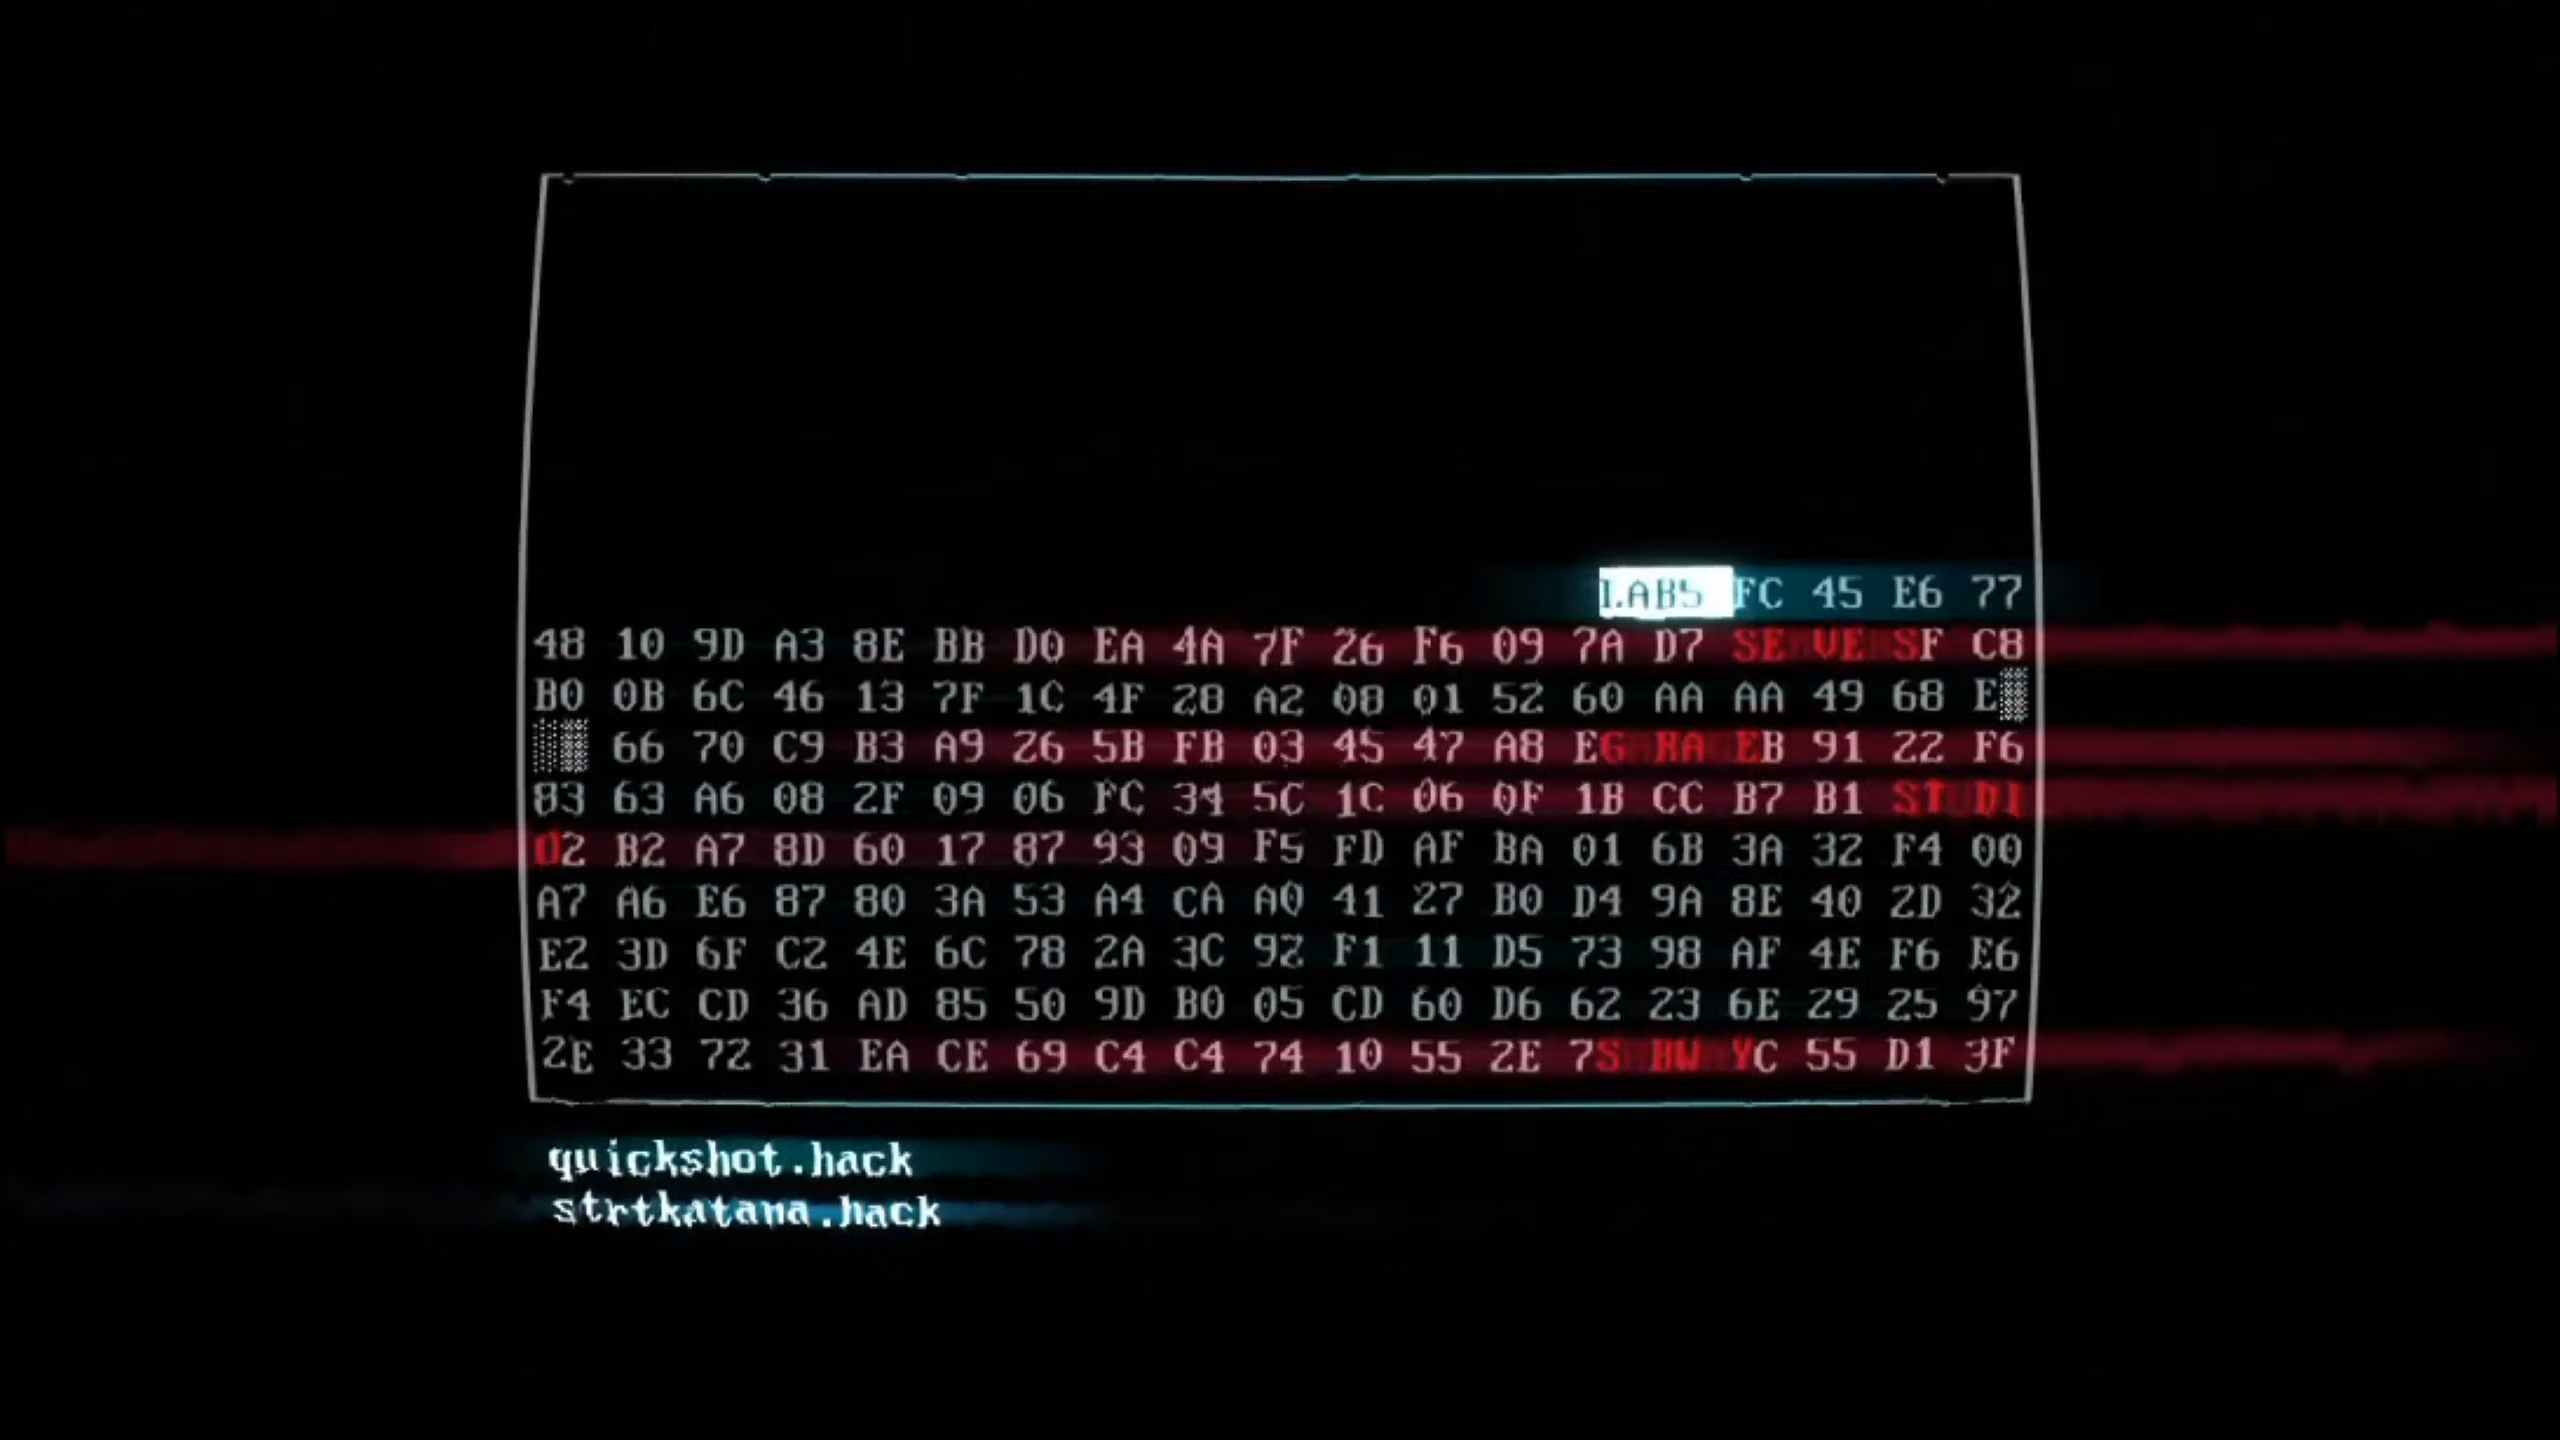 LABS FC 45 E6 77
48 10 9D A3 8E BB D0 EA 4A 7F 26 F6 09 7A D7 SERVERSF C8
B0 0B 6C 46 13 7F 1C 4F 28 A2 08 01 52 60 AA AA 49 68 E
66 70 C9 B3 A9 26 5B FB 03 45 47 A8 EGARAGEB 91 22 F6
83 63 A6 08 2F 09 06 FC 34 5C 1C 06 0F 1B CC B7 B1 STUDI
O2 B2 A7 8D 60 17 87 93 09 F5 FD AF BA 01 6B 3A 32 F4 00
A7 A6 E6 87 80 3A 53 A4 CA A0 41 27 B0 D4 9A 8E 40 2D 32
E2 3D 6F C2 4E 6C 78 2A 3C 92 F1 11 D5 73 98 AF 4E F6 E6
F4 EC CD 36 AD 85 50 9D B0 05 CD 60 D6 62 23 6E 29 25 97
2E 33 72 31 EA CE 69 C4 C4 74 10 55 2E 7SUBWAYC 55 D1 3F
quickshot.hack
strtkatana.hack